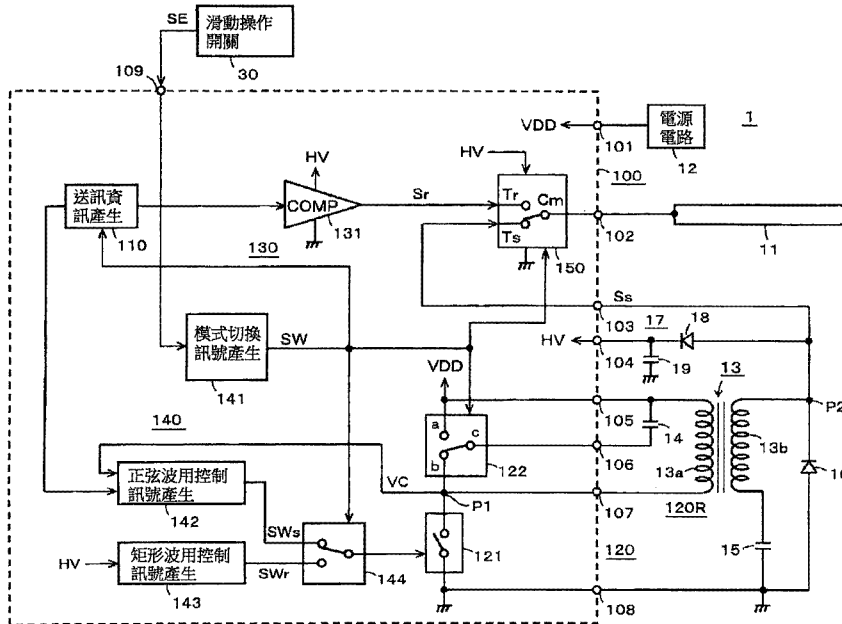 SE
滑動操作
開關
30
109
VDD
101
電源
電路
12
1
HV
HV
100
送訊資
訊產生
110
COMP
131
Sr
Tr
Cm
Ts
150
102
11
130
Ss
103
模式切換
訊號產生
141
SW
VDD
HV
104
17
18
19
13
105
P2
140
a
c
b
122
14
106
13a
13b
正弦波用控制
訊號產生
142
VC
P1
107
120R
SWs
矩形波用控制
訊號產生
143
HV
SWr
144
121
120
15
108